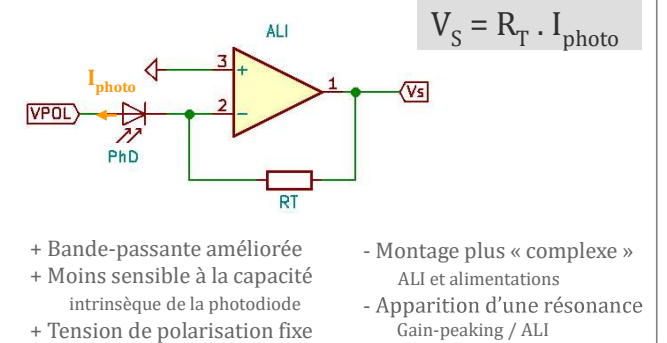 ALI
V_S = R_T . I_photo
3
+
I_photo
1
Vs
VPOL
2
−
PhD
RT
+ Bande-passante améliorée
+ Moins sensible à la capacité
intrinsèque de la photodiode
+ Tension de polarisation fixe
- Montage plus « complexe »
ALI et alimentations
- Apparition d'une résonance
Gain-peaking / ALI